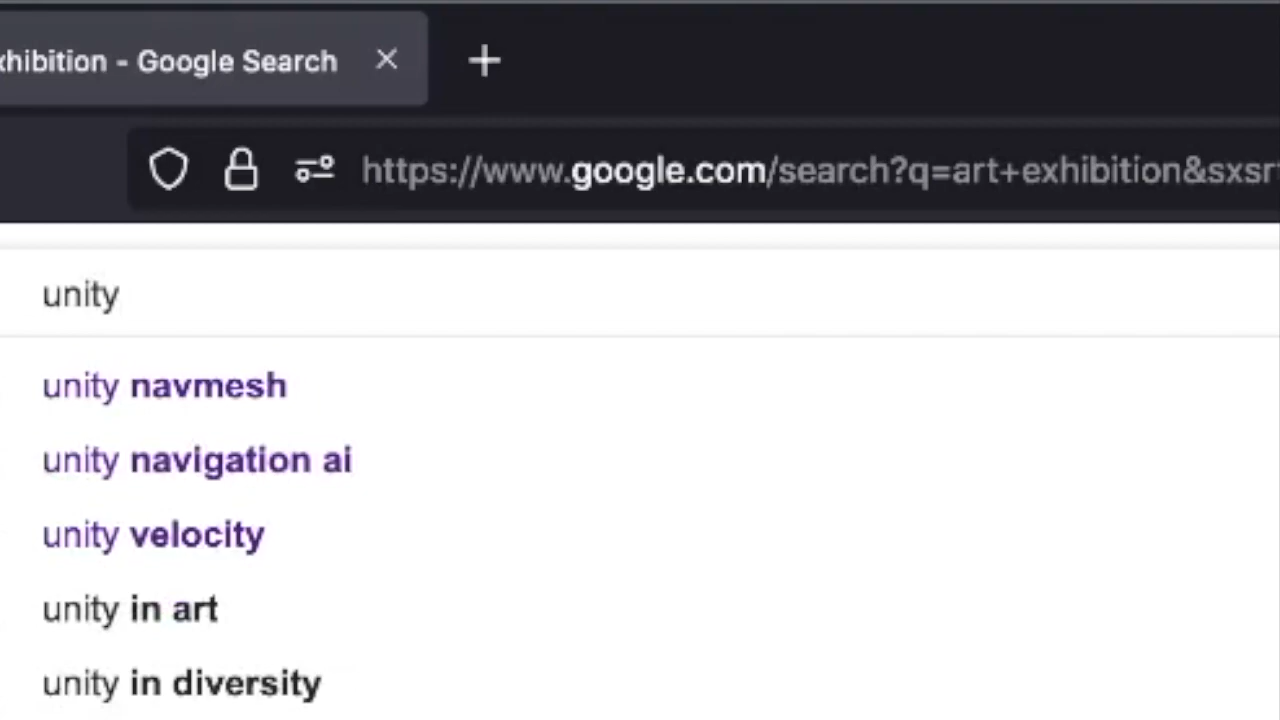 xhibition - Google Search
https://www.google.com/search?q=art+exhibition&sxsr
unity
unity navmesh
unity navigation ai
unity velocity
unity in art
unity in diversity